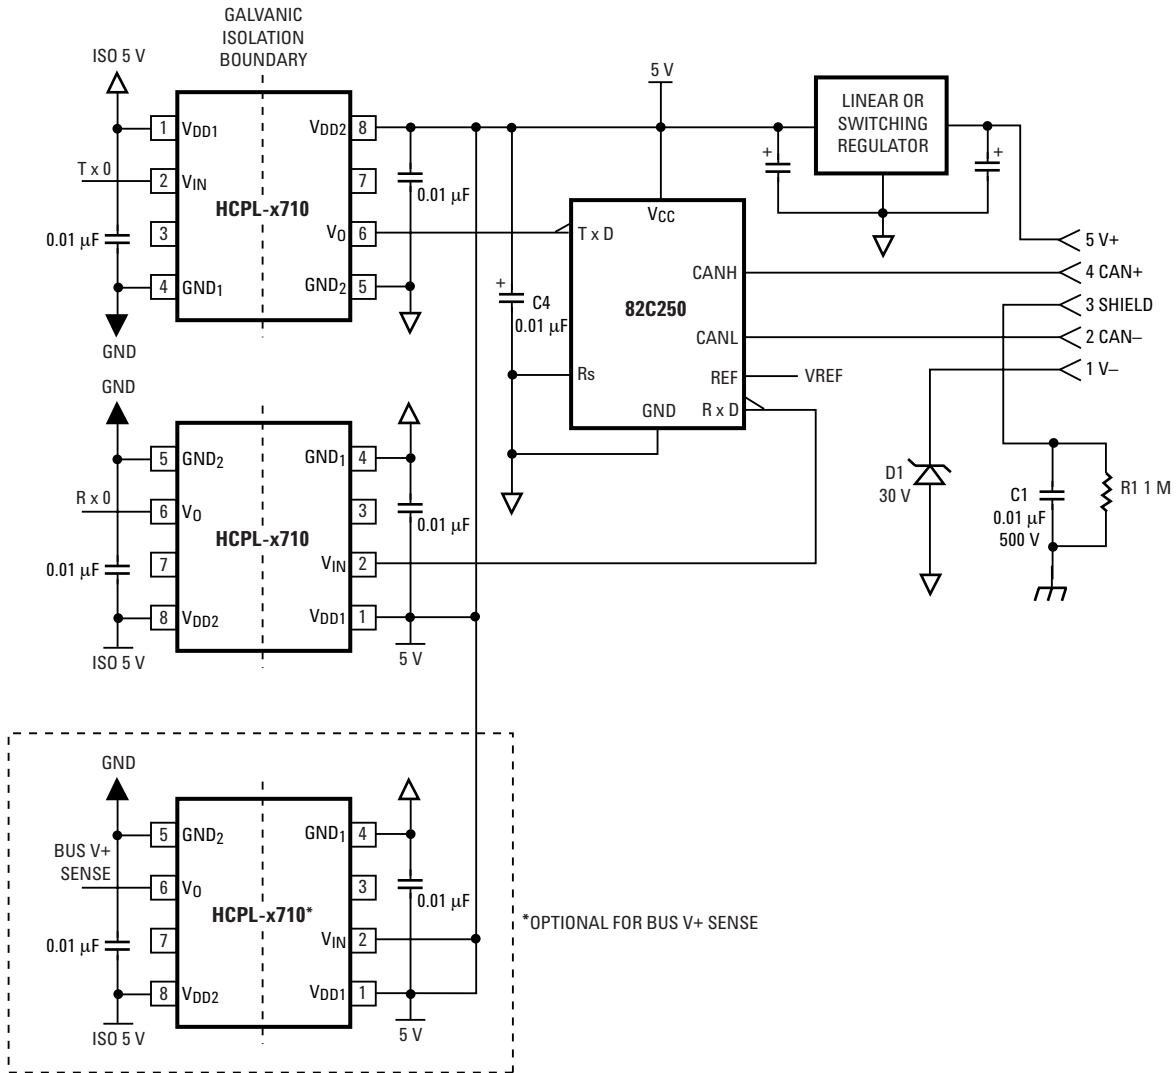 GALVANIC
ISOLATION
BOUNDARY
ISO 5 V
1 VDD1
VDD2 8
T x 0
2 VIN
7
HCPL-x710
0.01 μF
3
VO 6
0.01 μF
4 GND1
GND2 5
GND
5 V
LINEAR OR
SWITCHING
REGULATOR
+
+
VCC
T x D
CANH
82C250
CANL
Rs
REF
VREF
GND
R x D
+
C4
0.01 μF
5 V+
4 CAN+
3 SHIELD
2 CAN–
1 V–
D1
30 V
C1
0.01 μF
500 V
R1 1 M
GND
5 GND2
GND1 4
R x 0
6 VO
3
0.01 μF
HCPL-x710
0.01 μF
7
VIN 2
8 VDD2
VDD1 1
ISO 5 V
5 V
GND
5 GND2
GND1 4
BUS V+
SENSE
6 VO
3
0.01 μF
HCPL-x710*
0.01 μF
7
VIN 2
8 VDD2
VDD1 1
ISO 5 V
5 V
*OPTIONAL FOR BUS V+ SENSE